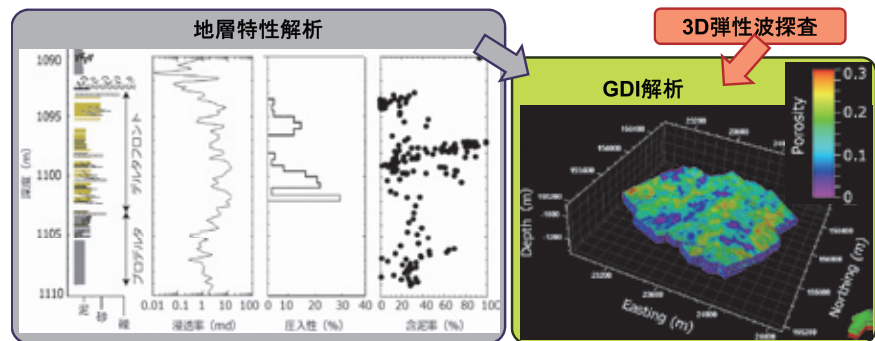 地層特性解析
3D弾性波探査
GDI解析
1090
1095
1100
1105
1110
深度 (m)
デルタフロント
プロデルタ
泥
砂
礫
0.01 0.1 1 10 100
浸透率 (md)
0 10 20 30 40
圧入性 (%)
0 20 40 60 80 100
含泥率 (%)
Porosity
0.3
0.2
0.1
0
Depth (m)
Easting (m)
Northing (m)